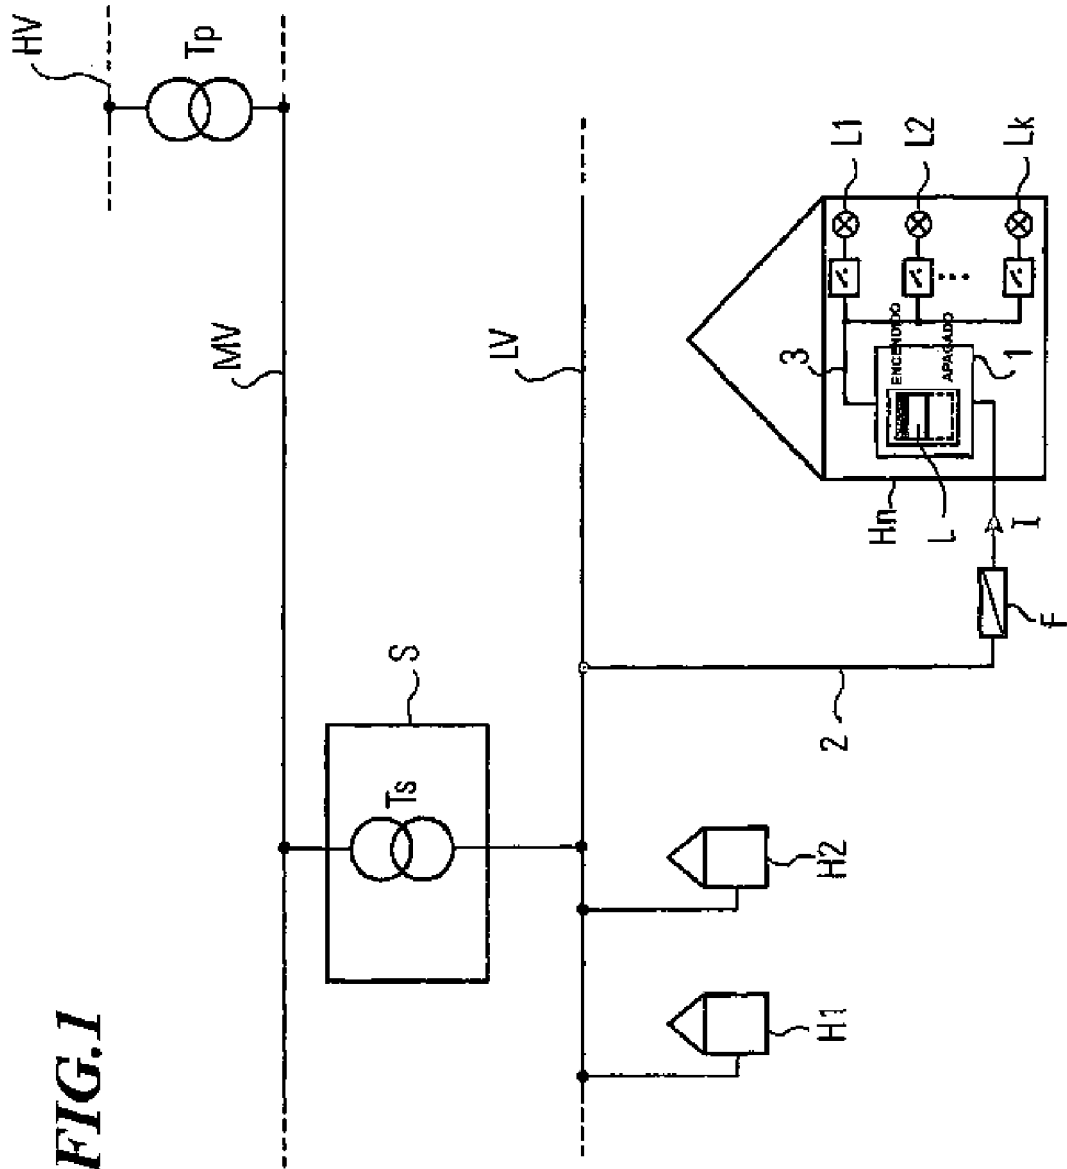 FIG.1
HV
Tp
MV
S
Ts
LV
H1
H2
2
F
I
Hn
L
3
ENCENDIDO
APAGADO
1
L1
L2
Lk